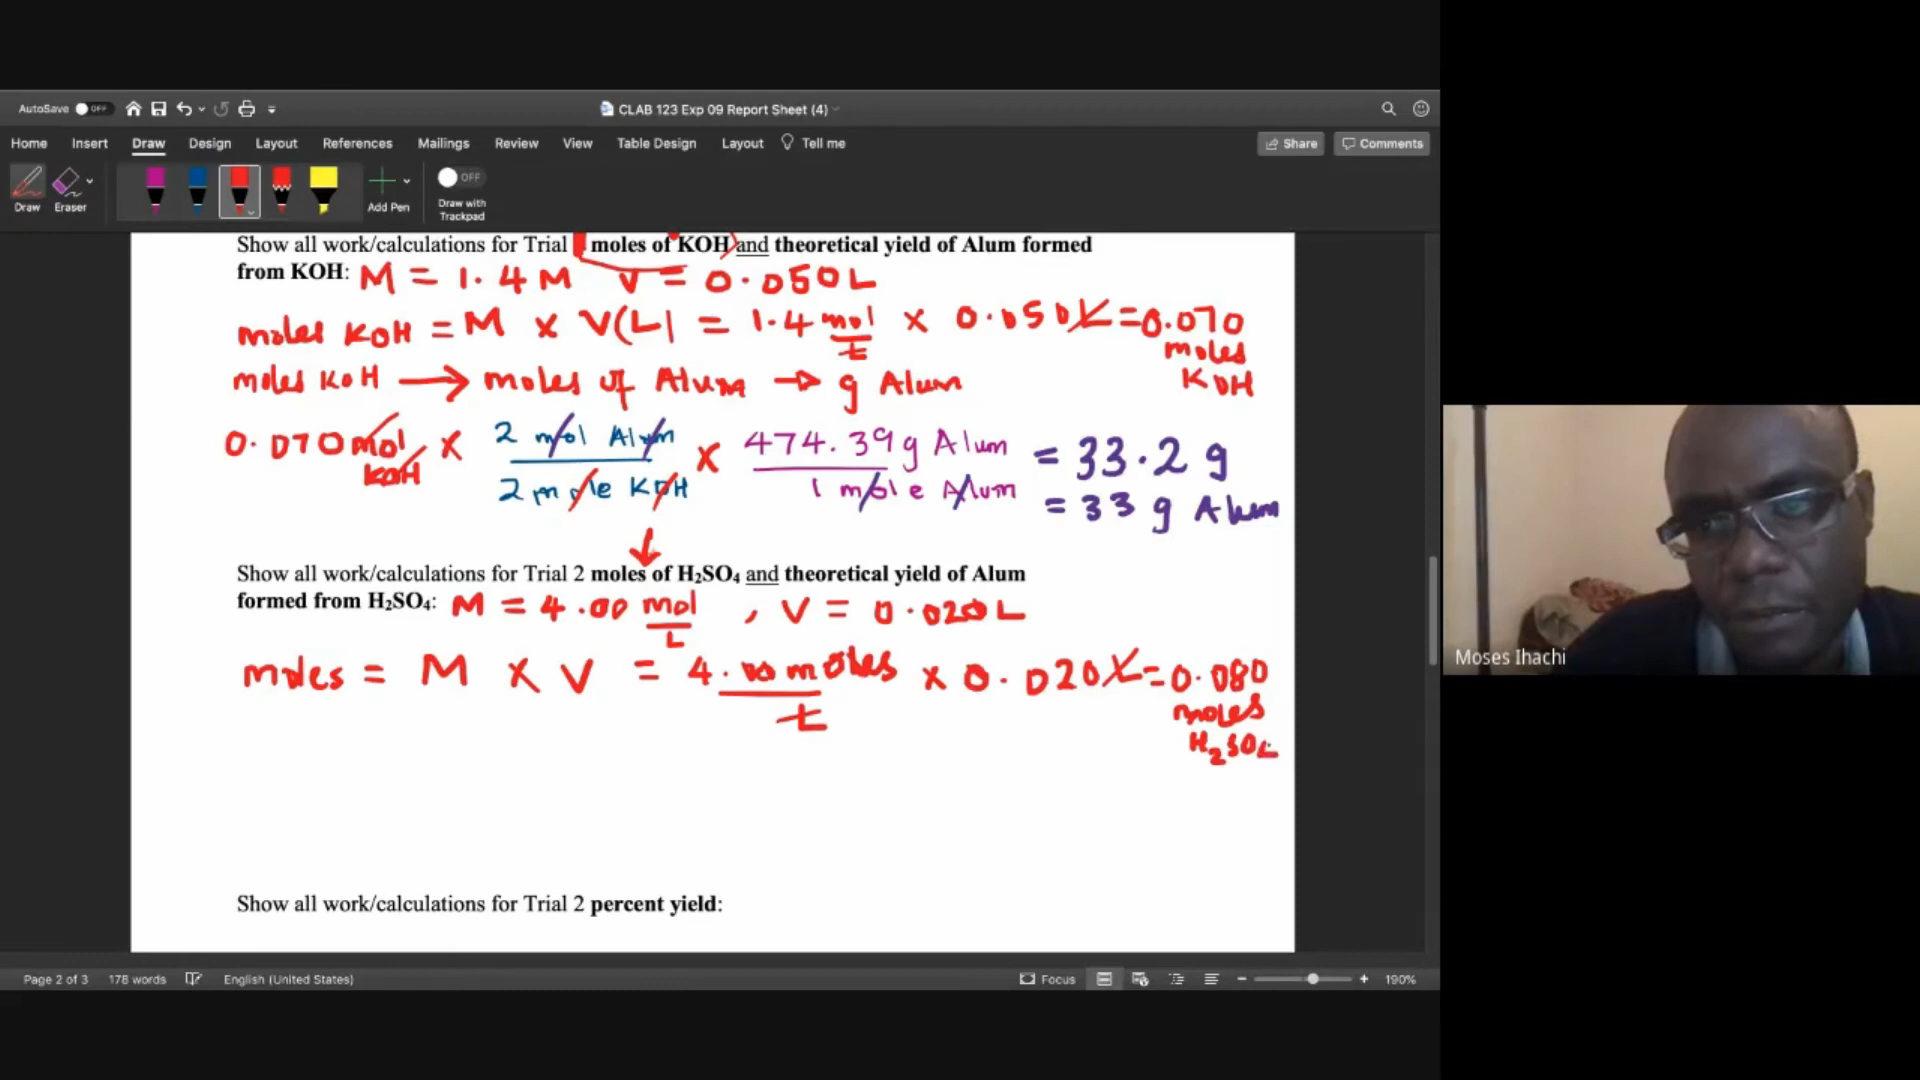 AutoSave OFF CLAB 123 Exp 09 Report Sheet (4)
Home Insert Draw Design Layout References Mailings Review View Table Design Layout Tell me Share Comments
Draw Eraser Add Pen OFF Draw with Trackpad
Show all work/calculations for Trial moles of KOH and theoretical yield of Alum formed
from KOH: M = 1.4 M V = 0.050 L
moles KOH = M x V(L) = 1.4 mol/L x 0.050 L = 0.070 moles KOH
moles KOH → moles of Alum → g Alum
0.070 mol KOH x 2 mol Alum / 2 mole KOH x 474.39 g Alum / 1 mole Alum = 33.2 g
= 33 g Alum
Show all work/calculations for Trial 2 moles of H₂SO₄ and theoretical yield of Alum
formed from H₂SO₄: M = 4.00 mol/L , V = 0.020 L
moles = M x V = 4.00 moles/L x 0.020 L = 0.080 moles
Show all work/calculations for Trial 2 percent yield:
Moses Ihachi
Page 2 of 3 178 words English (United States) Focus 190%